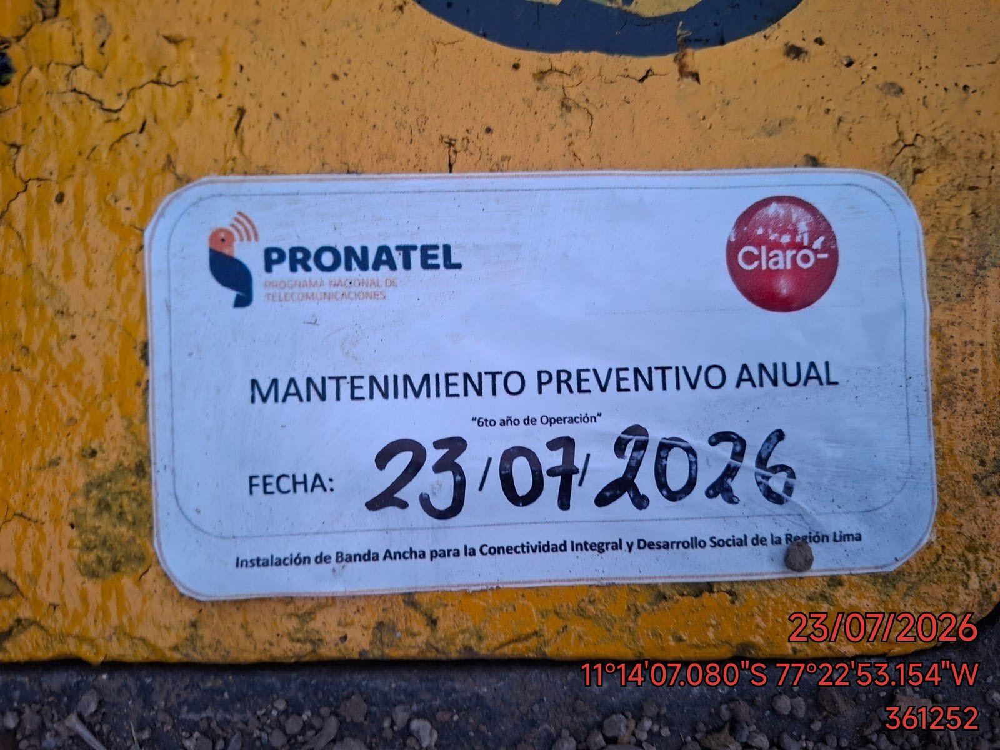 PRONATEL
PROGRAMA NACIONAL DE
TELECOMUNICACIONES
Claro-
MANTENIMIENTO PREVENTIVO ANUAL
"6to año de Operación"
FECHA: 23/07/2026
Instalación de Banda Ancha para la Conectividad Integral y Desarrollo Social de la Región Lima
23/07/2026
11°14'07.080"S 77°22'53.154"W
361252